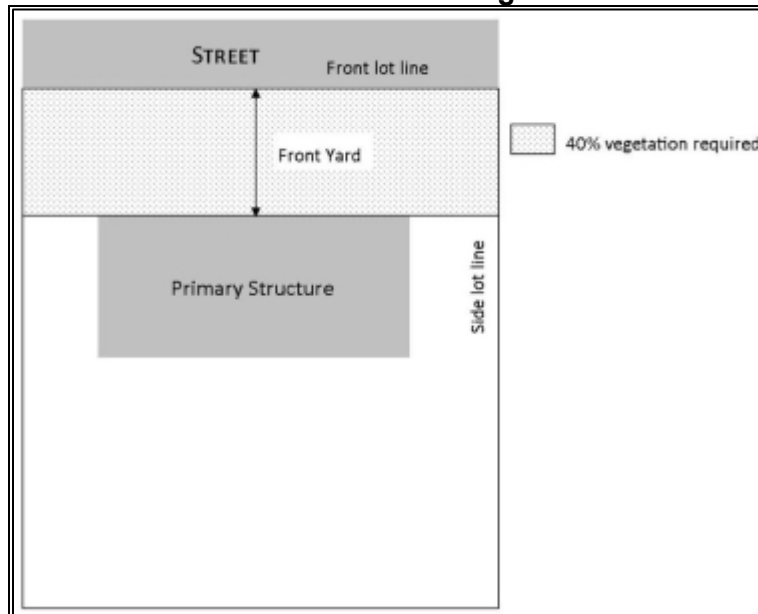 STREET
Front lot line
Front Yard
40% vegetation required
Primary Structure
Side lot line